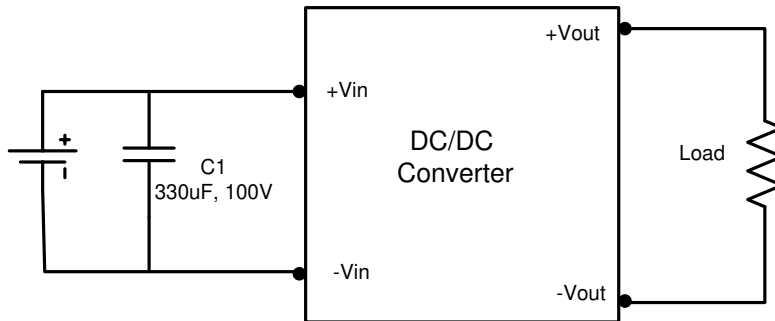 +Vout
+Vin
+
DC/DC
Converter
C1
330uF, 100V
Load
-Vin
-Vout